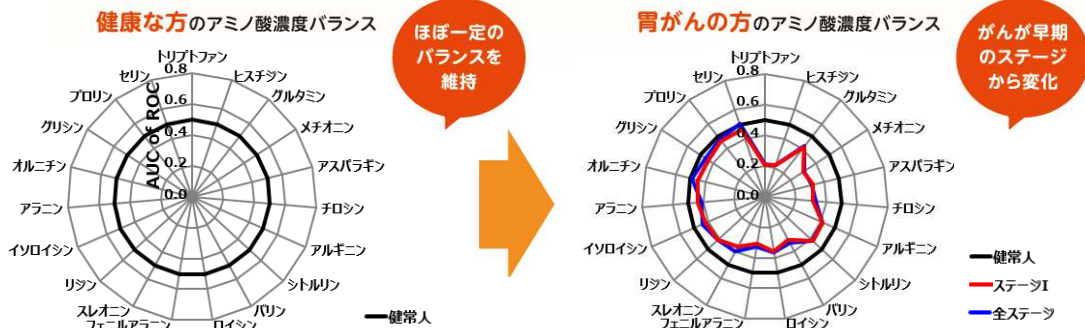 健康な方のアミノ酸濃度バランス
ほぼ一定の
バランスを
維持
トリプトファン
ヒスチジン
グルタミン
メチオニン
アスパラギン
チロシン
アルギニン
シトルリン
バリン
ロイシン
フェニルアラニン
スレオニン
リジン
イソロイシン
アラニン
オルニチン
グリシン
プロリン
セリン
0.8
0.6
0.4
0.2
0.0
AUC of ROC
健常人
胃がんの方のアミノ酸濃度バランス
がんが早期
のステージ
から変化
トリプトファン
ヒスチジン
グルタミン
メチオニン
アスパラギン
チロシン
アルギニン
シトルリン
バリン
ロイシン
フェニルアラニン
スレオニン
リジン
イソロイシン
アラニン
オルニチン
グリシン
プロリン
セリン
0.8
0.6
0.4
0.2
0.0
健常人
ステージI
全ステージ